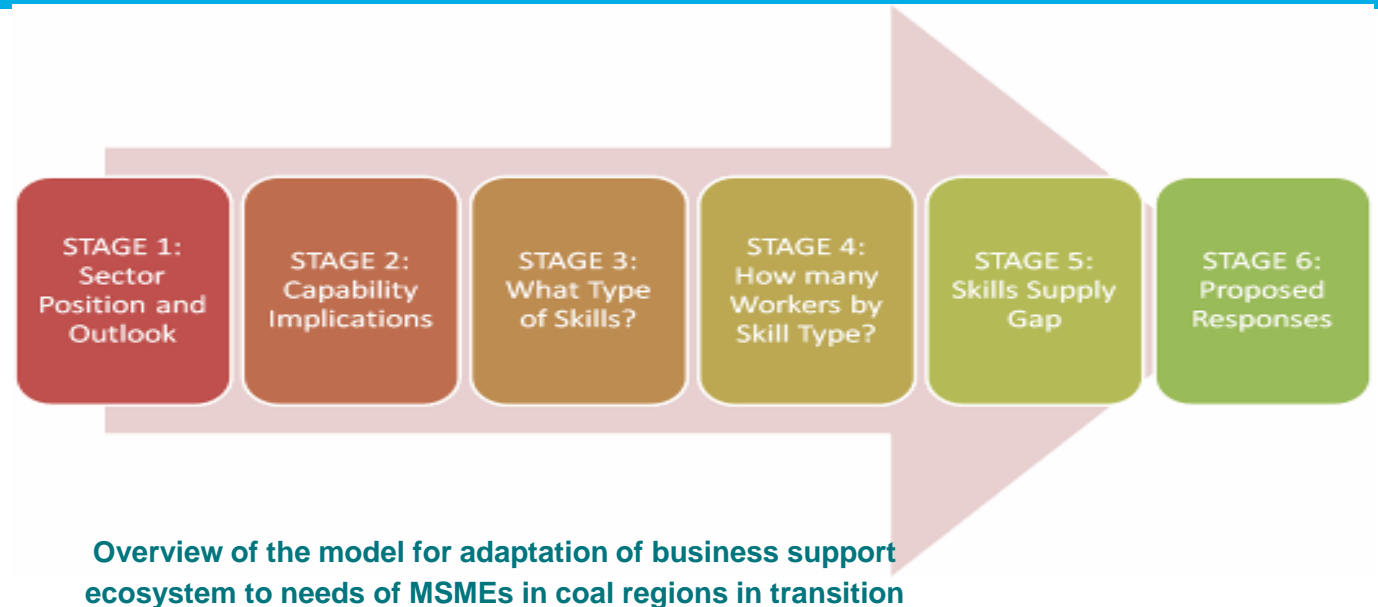 STAGE 1:
Sector
Position and
Outlook
STAGE 2:
Capability
Implications
STAGE 3:
What Type
of Skills?
STAGE 4:
How many
Workers by
Skill Type?
STAGE 5:
Skills Supply
Gap
STAGE 6:
Proposed
Responses
Overview of the model for adaptation of business support
ecosystem to needs of MSMEs in coal regions in transition